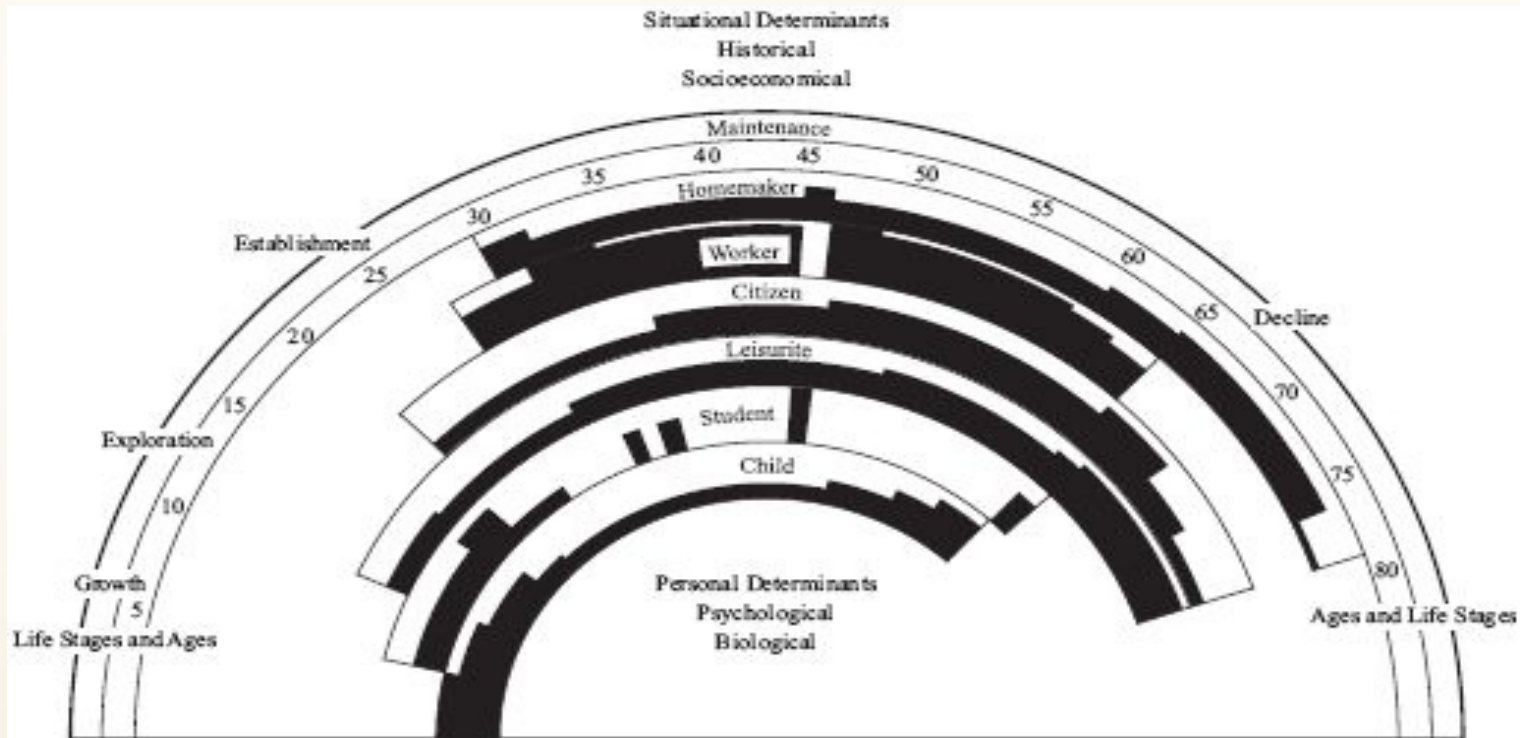 Situational Determinants
Historical
Socioeconomical
Maintenance
40
45
35
50
Homemaker
30
55
Establishment
Worker
25
60
Citizen
65
Decline
20
Leisurite
70
15
Student
Exploration
Child
75
10
Growth
Personal Determinants
80
5
Psychological
Ages and Life Stages
Life Stages and Ages
Biological